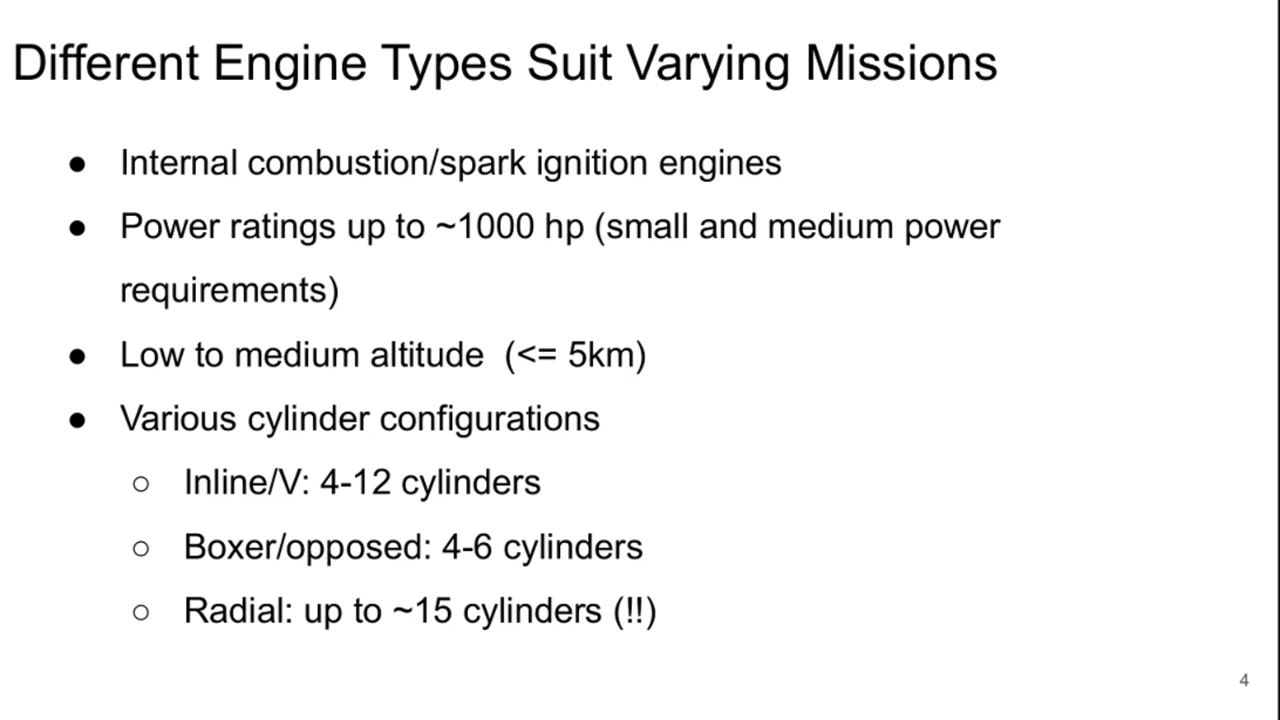 Different Engine Types Suit Varying Missions
● Internal combustion/spark ignition engines
● Power ratings up to ~1000 hp (small and medium power
requirements)
● Low to medium altitude (<= 5km)
● Various cylinder configurations
○ Inline/V: 4-12 cylinders
○ Boxer/opposed: 4-6 cylinders
○ Radial: up to ~15 cylinders (!!)
4